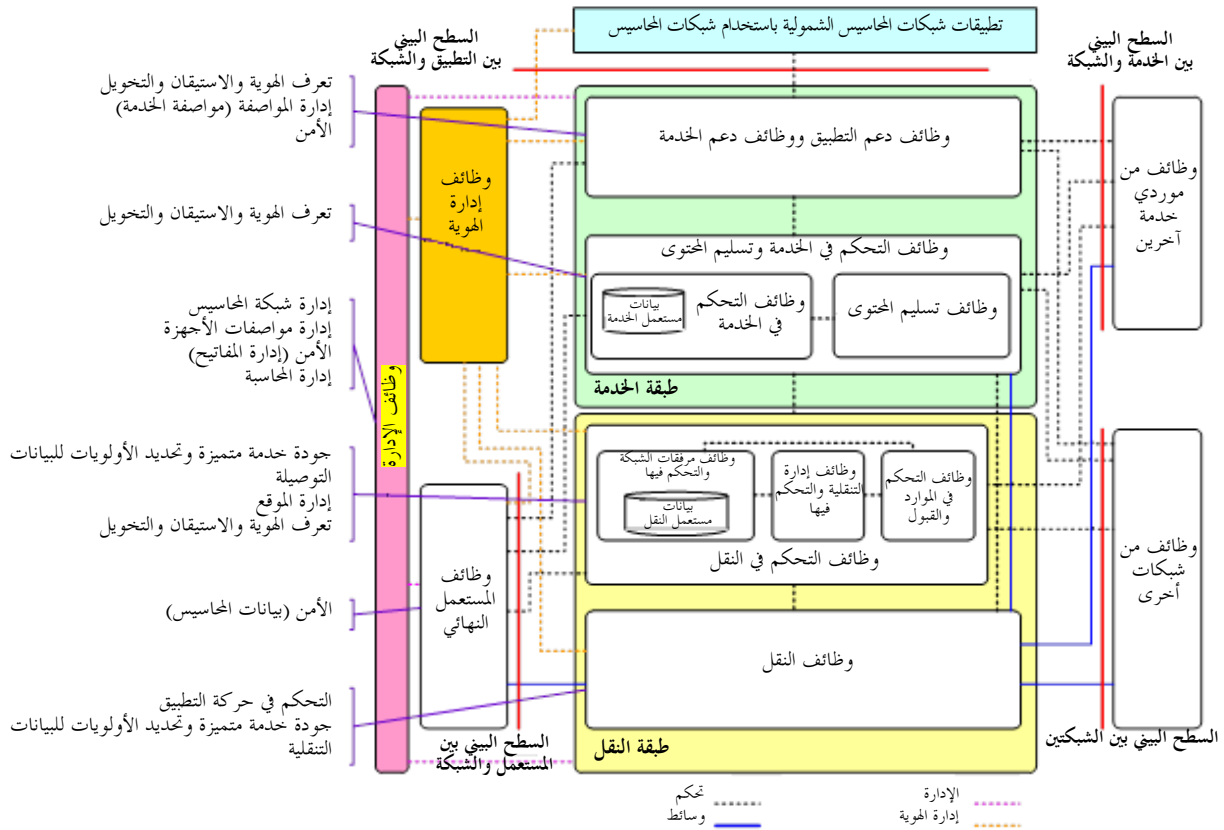 تطبيقات شبكات المحاسيس الشمولية باستخدام شبكات المحاسيس
السطح البيني
بين الخدمة والشبكة
السطح البيني
بين التطبيق والشبكة
تعرف الهوية والاستيقان والتخويل
إدارة المواصفة (مواصفة الخدمة)
الأمن
تعرف الهوية والاستيقان والتخويل
إدارة شبكة المحاسيس
إدارة مواصفات الأجهزة
الأمن (إدارة المفاتيح)
إدارة المحاسبة
جودة خدمة متميزة وتحديد الأولويات للبيانات
التوصيلة
إدارة الموقع
تعرف الهوية والاستيقان والتخويل
الأمن (بيانات المحاسيس)
التحكم في حركة التطبيق
جودة خدمة متميزة وتحديد الأولويات للبيانات
التنقلية
وظائف الإدارة
وظائف
إدارة
الهوية
وظائف
المستعمل
النهائي
السطح البيني بين
المستعمل والشبكة
وظائف دعم التطبيق ووظائف دعم الخدمة
وظائف التحكم في الخدمة وتسليم المحتوى
وظائف تسليم المحتوى
وظائف التحكم
في الخدمة
بيانات
مستعمل الخدمة
طبقة الخدمة
وظائف التحكم
في الموارد
والقبول
وظائف إدارة
التنقلية والتحكم
فيها
وظائف مرفقات الشبكة
والتحكم فيها
بيانات
مستعمل النقل
وظائف التحكم في النقل
وظائف النقل
طبقة النقل
وظائف من
موردي
خدمة
آخرين
وظائف من
شبكات
أخرى
السطح البيني بين الشبكتين
الإدارة
إدارة الهوية
تحكم
وسائط